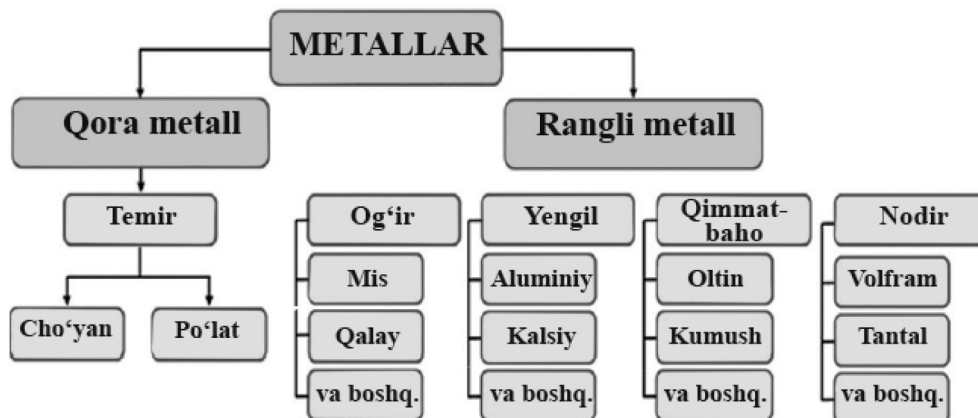 METALLAR
Qora metall
Rangli metall
Temir
Cho‘yan
Po‘lat
Og‘ir
Mis
Qalay
va boshq.
Yengil
Aluminiy
Kalsiy
va boshq.
Qimmat-
baho
Oltin
Kumush
va boshq.
Nodir
Volfram
Tantal
va boshq.